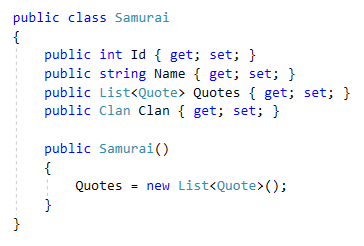 public class Samurai
{
    public int Id { get; set; }
    public string Name { get; set; }
    public List<Quote> Quotes { get; set; }
    public Clan Clan { get; set; }

    public Samurai()
    {
        Quotes = new List<Quote>();
    }
}